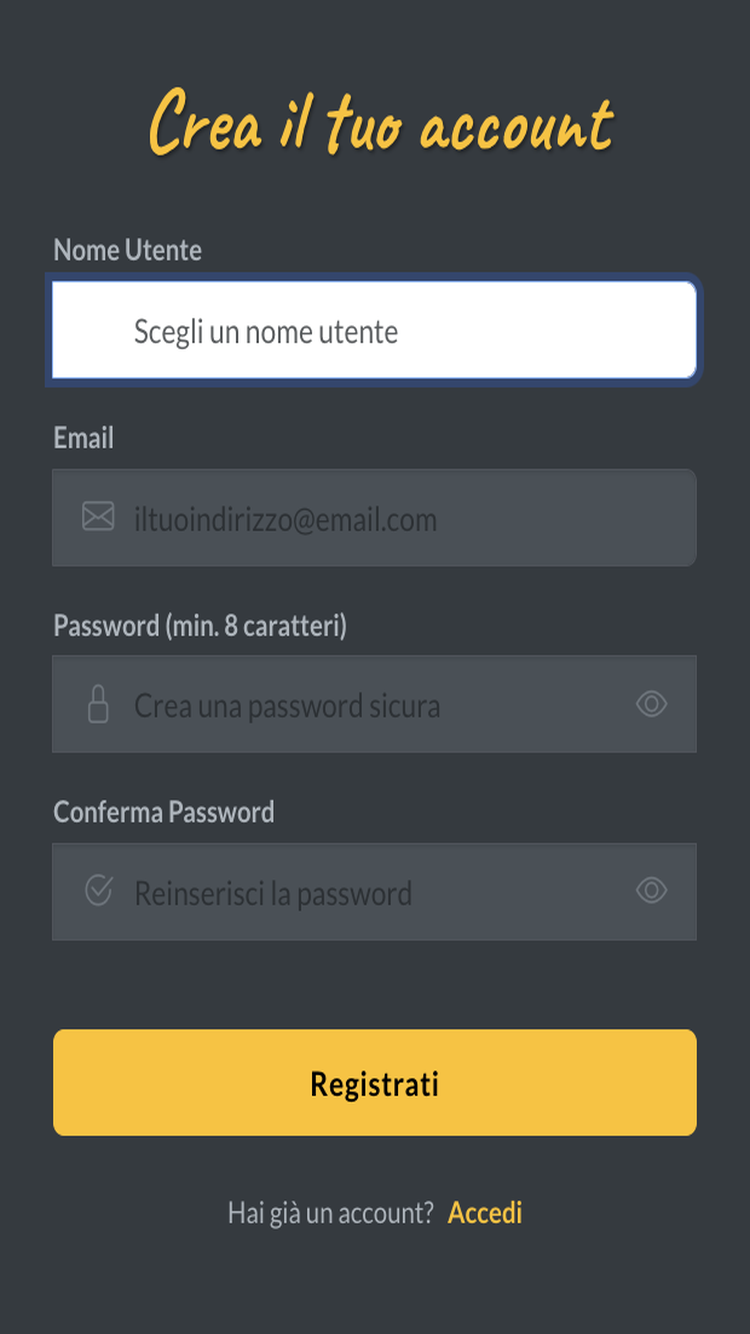 Crea il tuo account
Nome Utente
Scegli un nome utente
Email
iltuoindirizzo@email.com
Password (min. 8 caratteri)
Crea una password sicura
Conferma Password
Reinserisci la password
Registrati
Hai già un account? Accedi